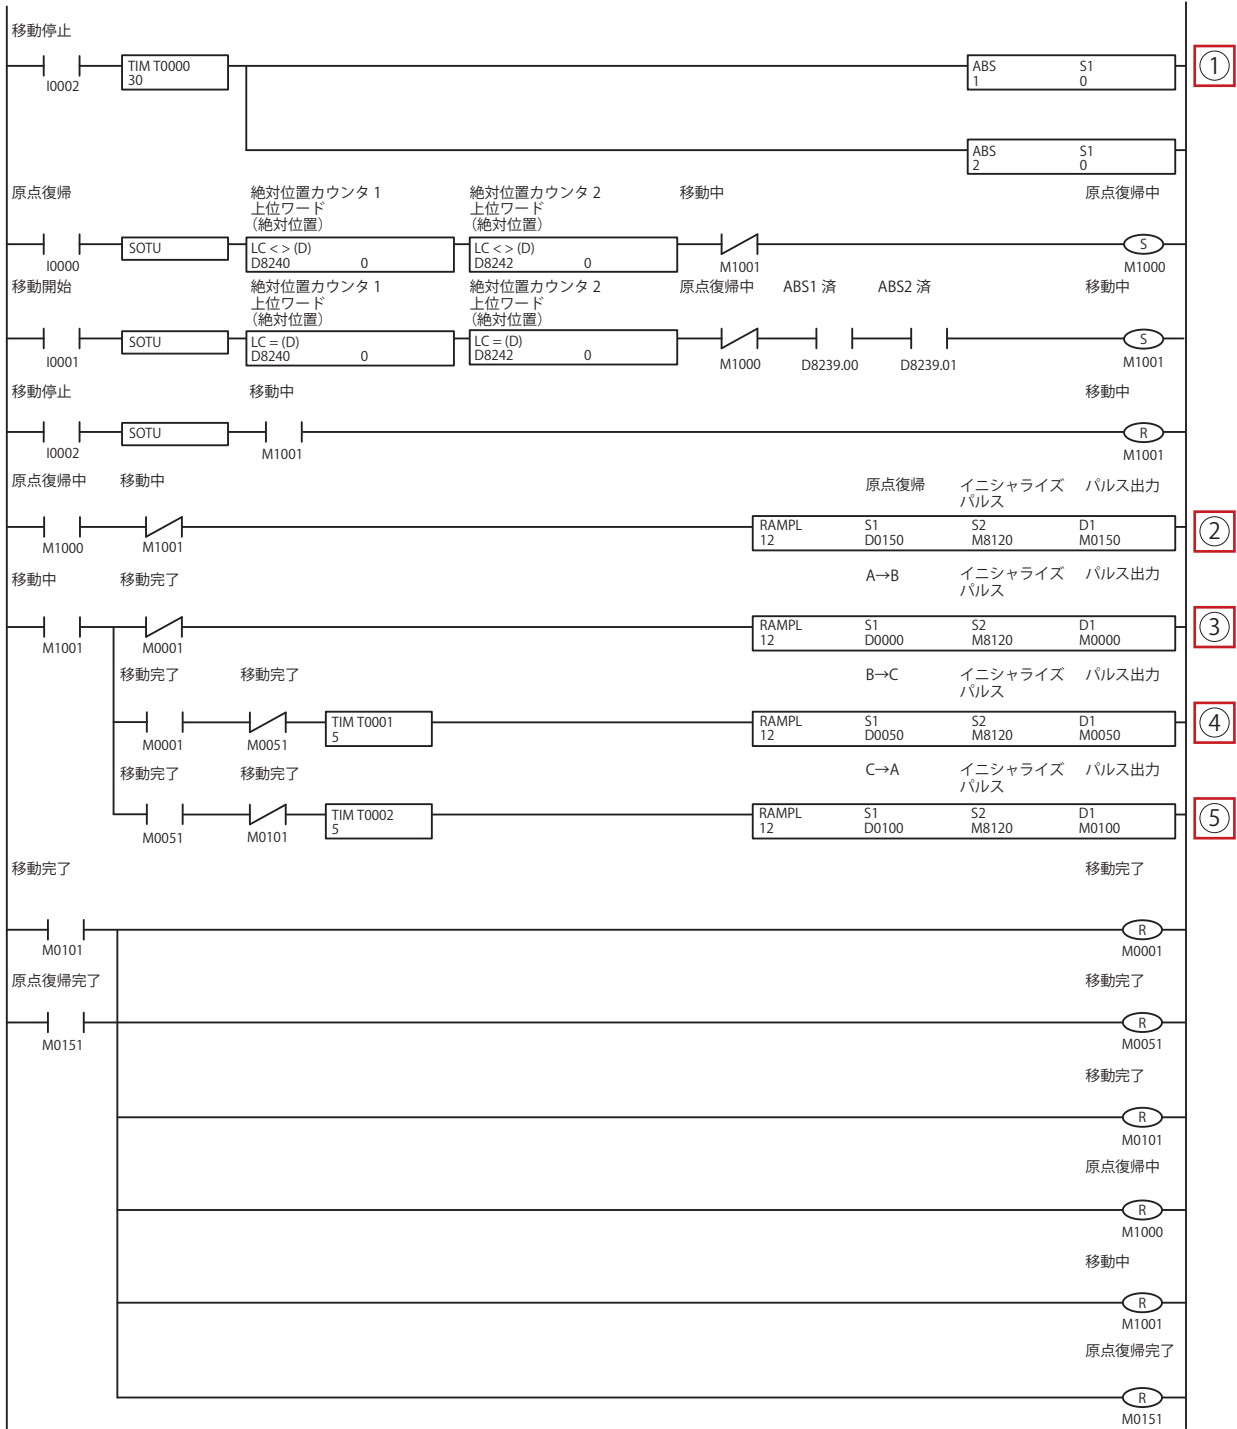 移動停止
I0002
TIM T0000
30
ABS S1
1 0
①
ABS S1
2 0
原点復帰 絶対位置カウンタ 1 絶対位置カウンタ 2 移動中 原点復帰中
上位ワード 上位ワード
（絶対位置） （絶対位置）
SOTU LC < > (D) LC < > (D) S
D8240 0 D8242 0
I0000 M1001 M1000
移動開始 絶対位置カウンタ 1 絶対位置カウンタ 2 原点復帰中 ABS1 済 ABS2 済 移動中
上位ワード 上位ワード
（絶対位置） （絶対位置）
SOTU LC = (D) LC = (D) S
D8240 0 D8242 0
I0001 M1000 D8239.00 D8239.01 M1001
移動停止 移動中 移動中
SOTU R
I0002 M1001 M1001
原点復帰中 移動中 原点復帰 イニシャライズ パルス出力
パルス
RAMPL S1 S2 D1
12 D0150 M8120 M0150
②
M1000 M1001
移動中 移動完了 A→B イニシャライズ パルス出力
パルス
RAMPL S1 S2 D1
12 D0000 M8120 M0000
③
M1001 M0001
移動完了 移動完了 B→C イニシャライズ パルス出力
パルス
TIM T0001 RAMPL S1 S2 D1
5 12 D0050 M8120 M0050
④
M0001 M0051
移動完了 移動完了 C→A イニシャライズ パルス出力
パルス
TIM T0002 RAMPL S1 S2 D1
5 12 D0100 M8120 M0100
⑤
M0051 M0101
移動完了 移動完了
R
M0101 M0001
原点復帰完了 移動完了
R
M0151 M0051
移動完了
R
M0101
原点復帰中
R
M1000
移動中
R
M1001
原点復帰完了
R
M0151